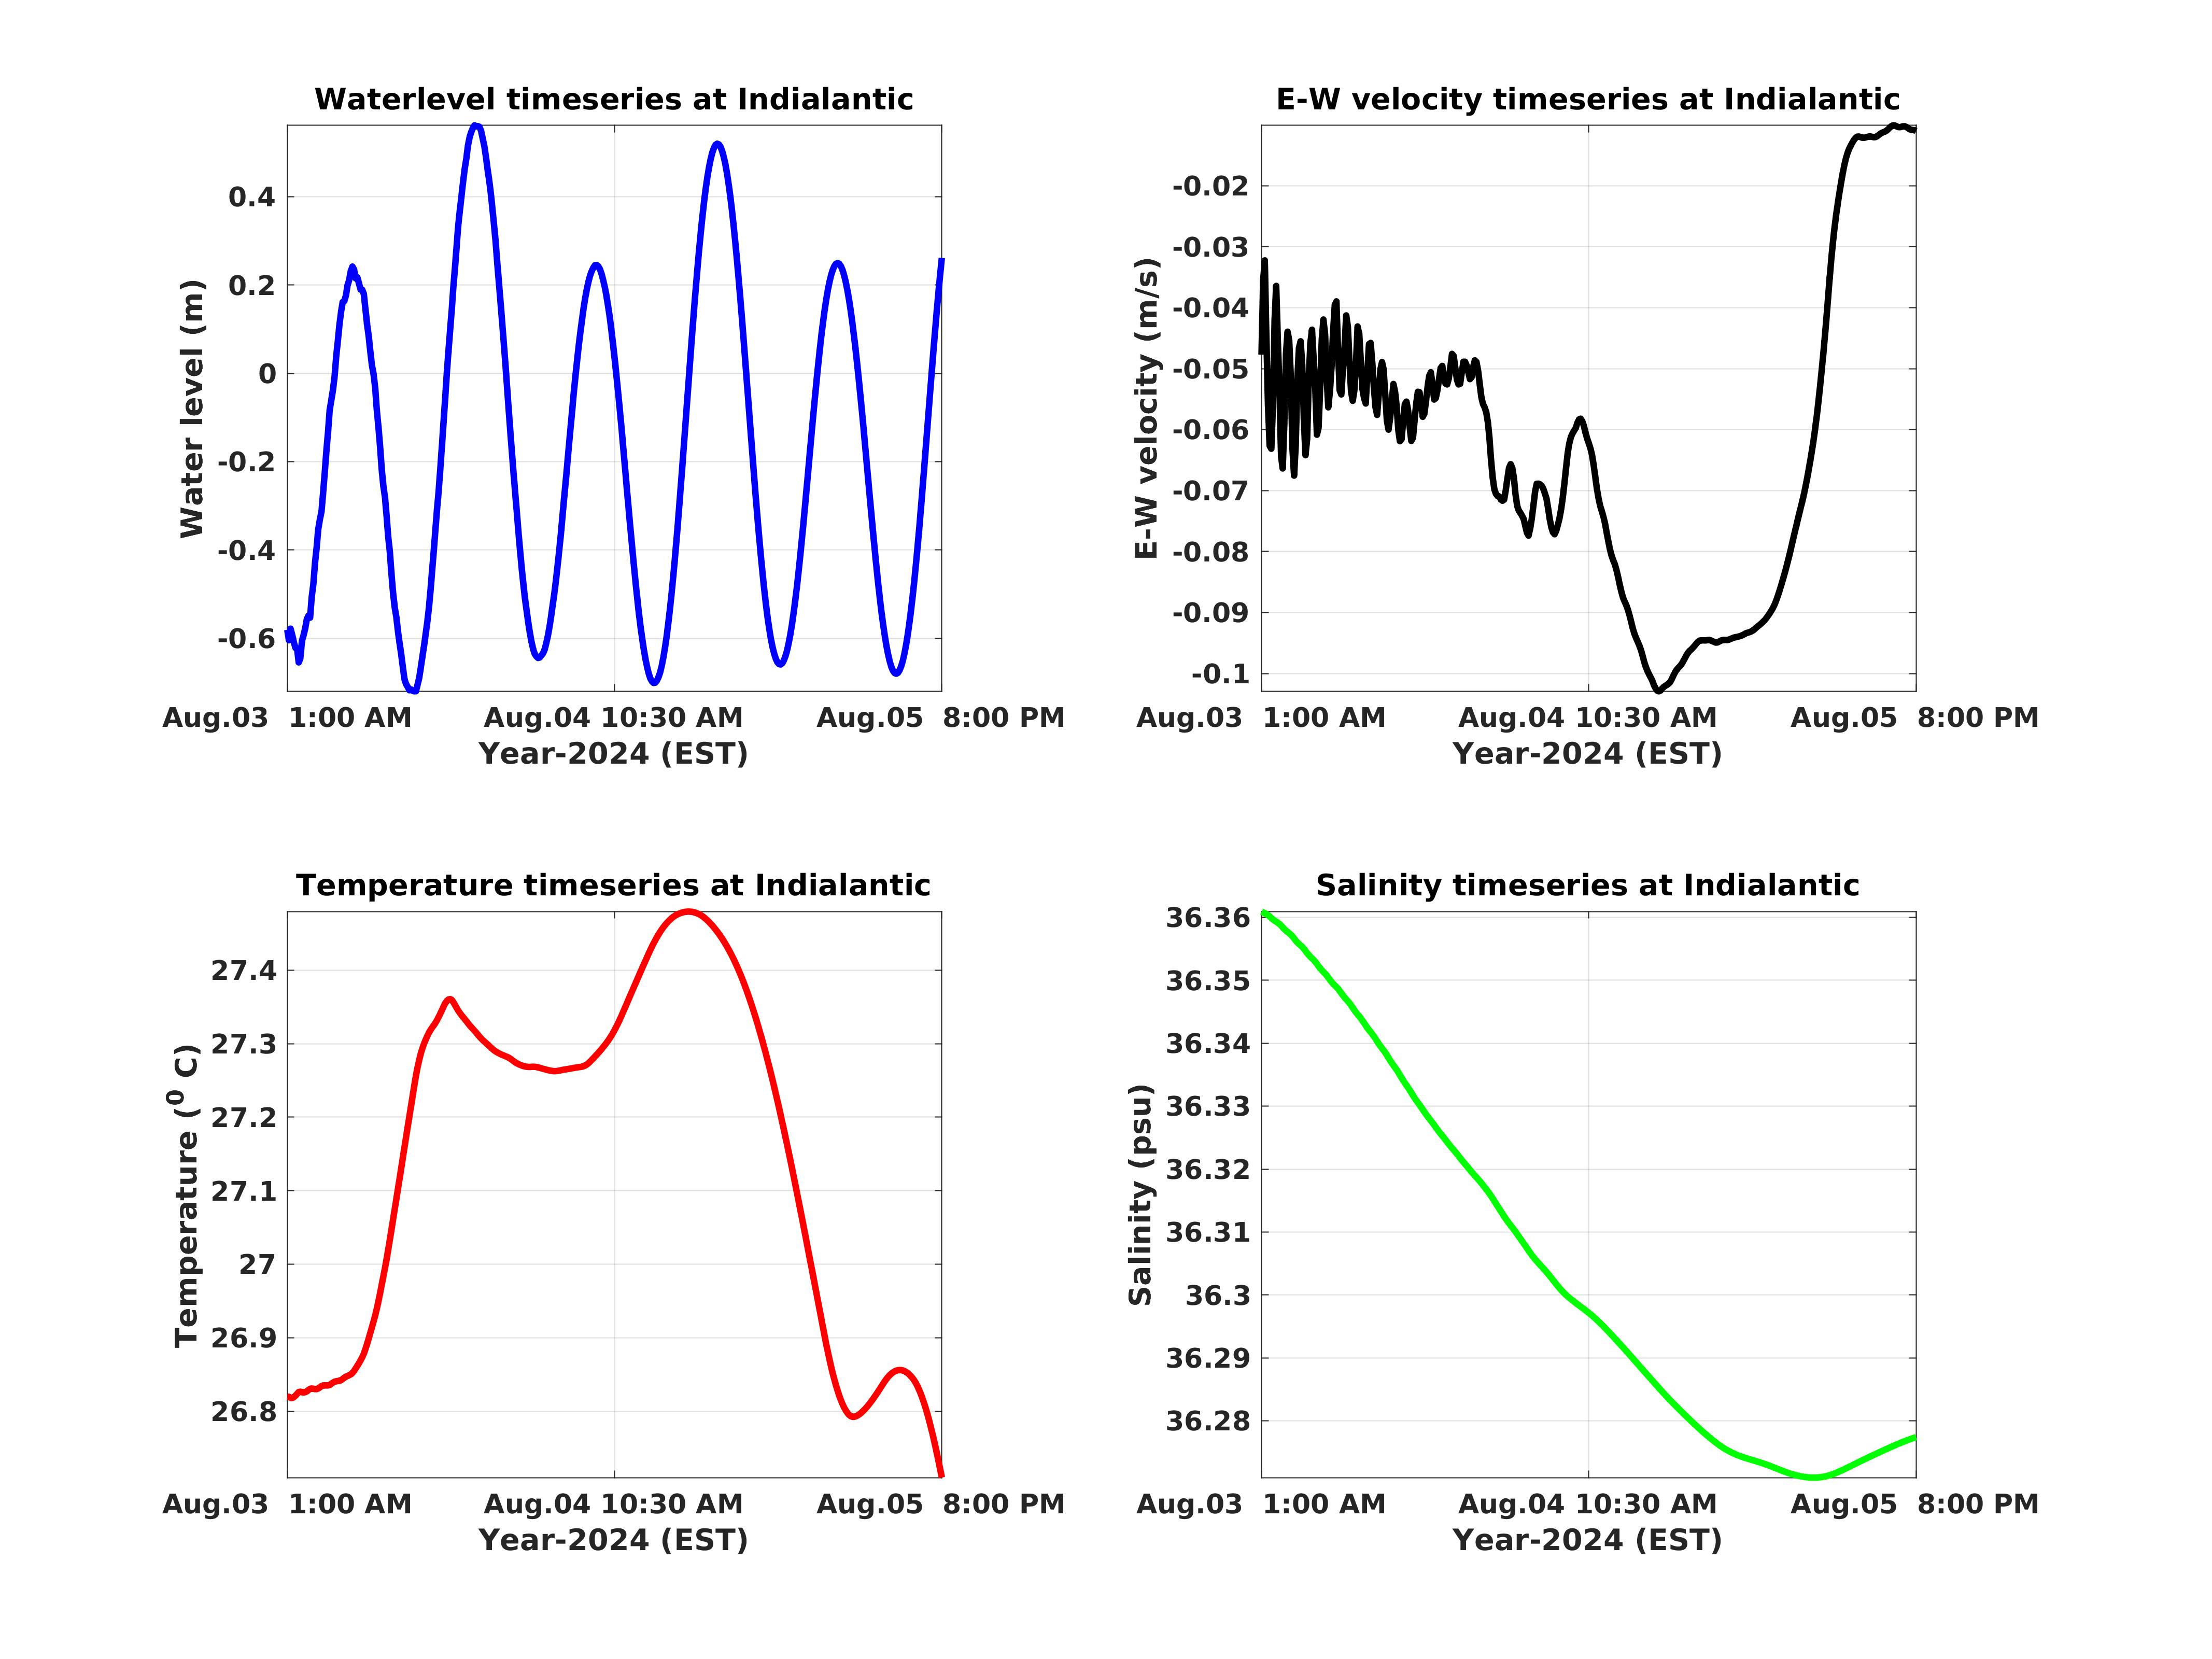 Waterlevel timeseries at Indialantic
0.4
0.2
0
-0.2
-0.4
-0.6
Water level (m)
Aug.03 1:00 AM
Aug.04 10:30 AM
Aug.05 8:00 PM
Year-2024 (EST)
E-W velocity timeseries at Indialantic
-0.02
-0.03
-0.04
-0.05
-0.06
-0.07
-0.08
-0.09
-0.1
E-W velocity (m/s)
Aug.03 1:00 AM
Aug.04 10:30 AM
Aug.05 8:00 PM
Year-2024 (EST)
Temperature timeseries at Indialantic
27.4
27.3
27.2
27.1
27
26.9
26.8
Temperature (⁰ C)
Aug.03 1:00 AM
Aug.04 10:30 AM
Aug.05 8:00 PM
Year-2024 (EST)
Salinity timeseries at Indialantic
36.36
36.35
36.34
36.33
36.32
36.31
36.3
36.29
36.28
Salinity (psu)
Aug.03 1:00 AM
Aug.04 10:30 AM
Aug.05 8:00 PM
Year-2024 (EST)